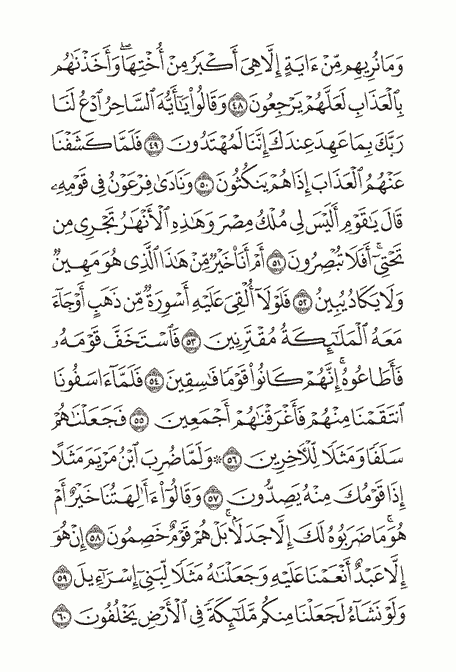 وَمَا نُرِيهِم مِّنْ ءَايَةٍ إِلَّا هِىَ أَكْبَرُ مِنْ أُخْتِهَا ۖ وَأَخَذْنَٰهُم
بِٱلْعَذَابِ لَعَلَّهُمْ يَرْجِعُونَ ٤٨ وَقَالُوا۟ يَٰٓأَيُّهَ ٱلسَّاحِرُ ٱدْعُ لَنَا
رَبَّكَ بِمَا عَهِدَ عِندَكَ إِنَّنَا لَمُهْتَدُونَ ٤٩ فَلَمَّا كَشَفْنَا
عَنْهُمُ ٱلْعَذَابَ إِذَا هُمْ يَنكُثُونَ ٥٠ وَنَادَىٰ فِرْعَوْنُ فِى قَوْمِهِۦ
قَالَ يَٰقَوْمِ أَلَيْسَ لِى مُلْكُ مِصْرَ وَهَٰذِهِ ٱلْأَنْهَٰرُ تَجْرِى مِن
تَحْتِىٓ ۖ أَفَلَا تُبْصِرُونَ ٥١ أَمْ أَنَا۠ خَيْرٌ مِّنْ هَٰذَا ٱلَّذِى هُوَ مَهِينٌ
وَلَا يَكَادُ يُبِينُ ٥٢ فَلَوْلَآ أُلْقِىَ عَلَيْهِ أَسْوِرَةٌ مِّن ذَهَبٍ أَوْ جَآءَ
مَعَهُ ٱلْمَلَٰٓئِكَةُ مُقْتَرِنِينَ ٥٣ فَٱسْتَخَفَّ قَوْمَهُۥ
فَأَطَاعُوهُ ۚ إِنَّهُمْ كَانُوا۟ قَوْمًا فَٰسِقِينَ ٥٤ فَلَمَّآ ءَاسَفُونَا
ٱنتَقَمْنَا مِنْهُمْ فَأَغْرَقْنَٰهُمْ أَجْمَعِينَ ٥٥ فَجَعَلْنَٰهُمْ
سَلَفًا وَمَثَلًا لِّلْءَاخِرِينَ ٥٦ ۞ وَلَمَّا ضُرِبَ ٱبْنُ مَرْيَمَ مَثَلًا
إِذَا قَوْمُكَ مِنْهُ يَصِدُّونَ ٥٧ وَقَالُوٓا۟ ءَأَٰلِهَتُنَا خَيْرٌ أَمْ
هُوَ ۚ مَا ضَرَبُوهُ لَكَ إِلَّا جَدَلًۢا ۚ بَلْ هُمْ قَوْمٌ خَصِمُونَ ٥٨ إِنْ هُوَ
إِلَّا عَبْدٌ أَنْعَمْنَا عَلَيْهِ وَجَعَلْنَٰهُ مَثَلًا لِّبَنِىٓ إِسْرَٰٓءِيلَ ٥٩
وَلَوْ نَشَآءُ لَجَعَلْنَا مِنكُم مَّلَٰٓئِكَةً فِى ٱلْأَرْضِ يَخْلُفُونَ ٦٠